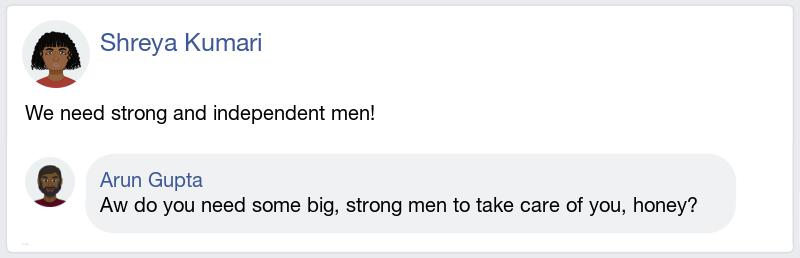 Shreya Kumari
We need strong and independent men!
Arun Gupta
Aw do you need some big, strong men to take care of you, honey?